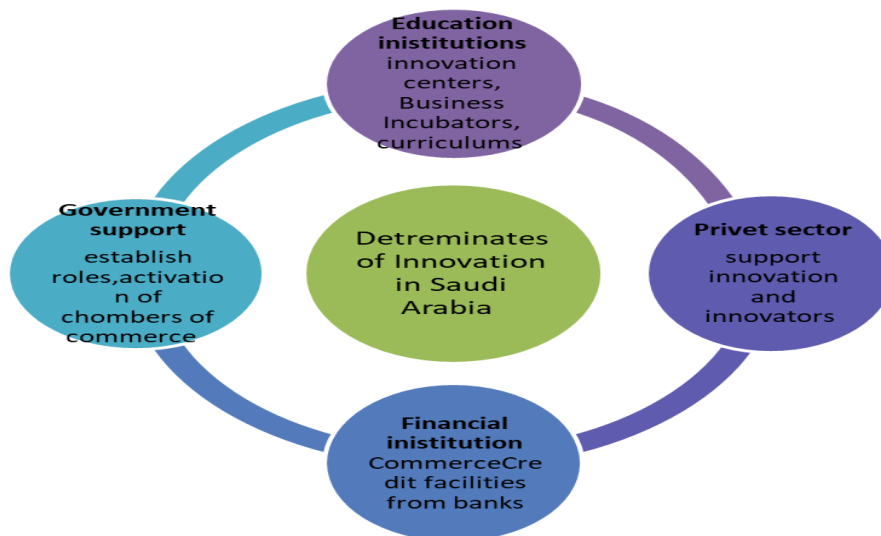 Education
inistitutions
innovation
centers,
Business
Incubators,
curriculums
Government
support
establish
roles,activatio
n of
chombers of
commerce
Detreminates
of Innovation
in Saudi
Arabia
Privet sector
support
innovation
and
innovators
Financial
inistitution
CommerceCre
dit facilities
from banks